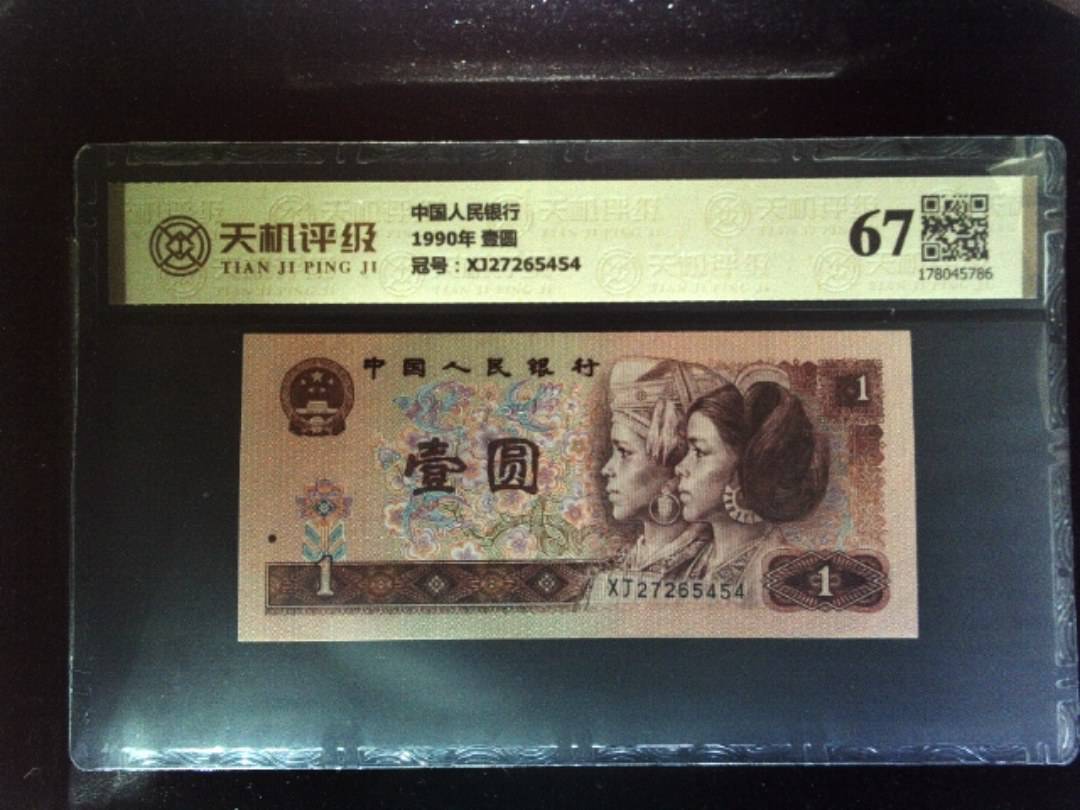 天机评级
TIAN JI PING JI
中国人民银行
1990年 壹圆
冠号：XJ27265454
67
178045786
中国人民银行
1
壹圆
1
XJ27265454
1